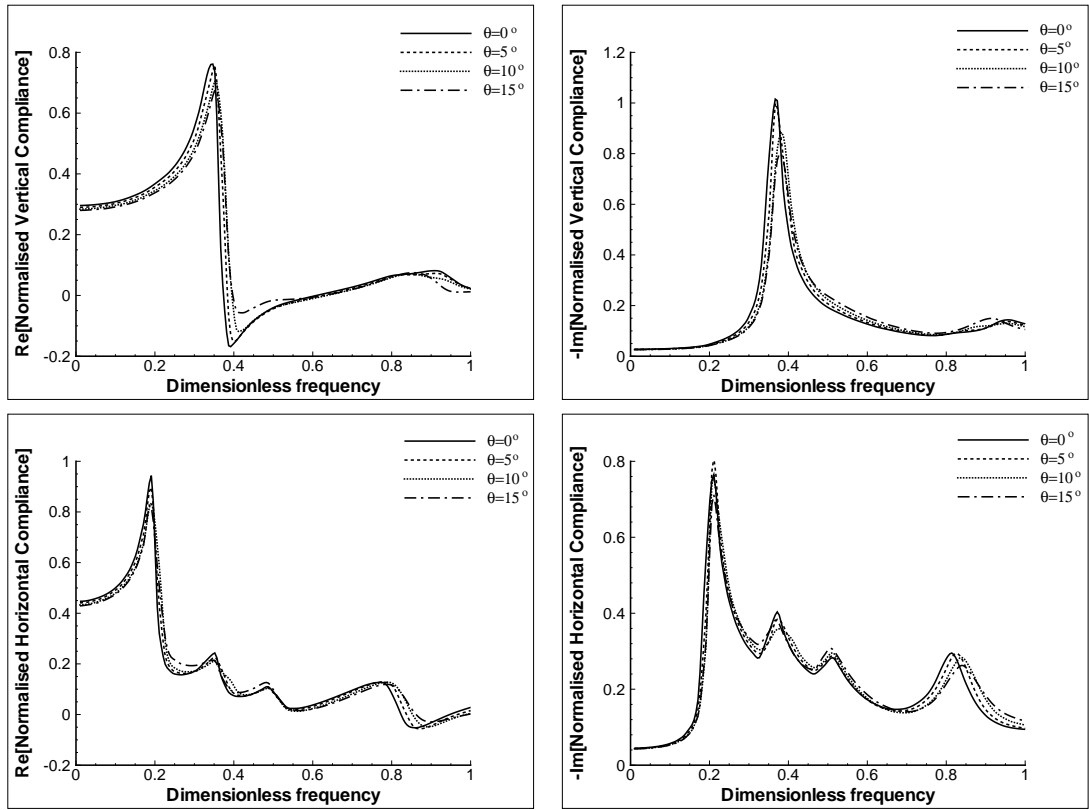 Re[Normalised Vertical Compliance]
0.8
0.6
0.4
0.2
0
-0.2
0 0.2 0.4 0.6 0.8 1
Dimensionless frequency
θ=0°
θ=5°
θ=10°
θ=15°
-Im[Normalised Vertical Compliance]
1.2
1
0.8
0.6
0.4
0.2
0
0 0.2 0.4 0.6 0.8 1
Dimensionless frequency
θ=0°
θ=5°
θ=10°
θ=15°
Re[Normalised Horizontal Compliance]
1
0.8
0.6
0.4
0.2
0
-0.2
0 0.2 0.4 0.6 0.8 1
Dimensionless frequency
θ=0°
θ=5°
θ=10°
θ=15°
-Im[Normalised Horizontal Compliance]
0.8
0.6
0.4
0.2
0
0 0.2 0.4 0.6 0.8 1
Dimensionless frequency
θ=0°
θ=5°
θ=10°
θ=15°